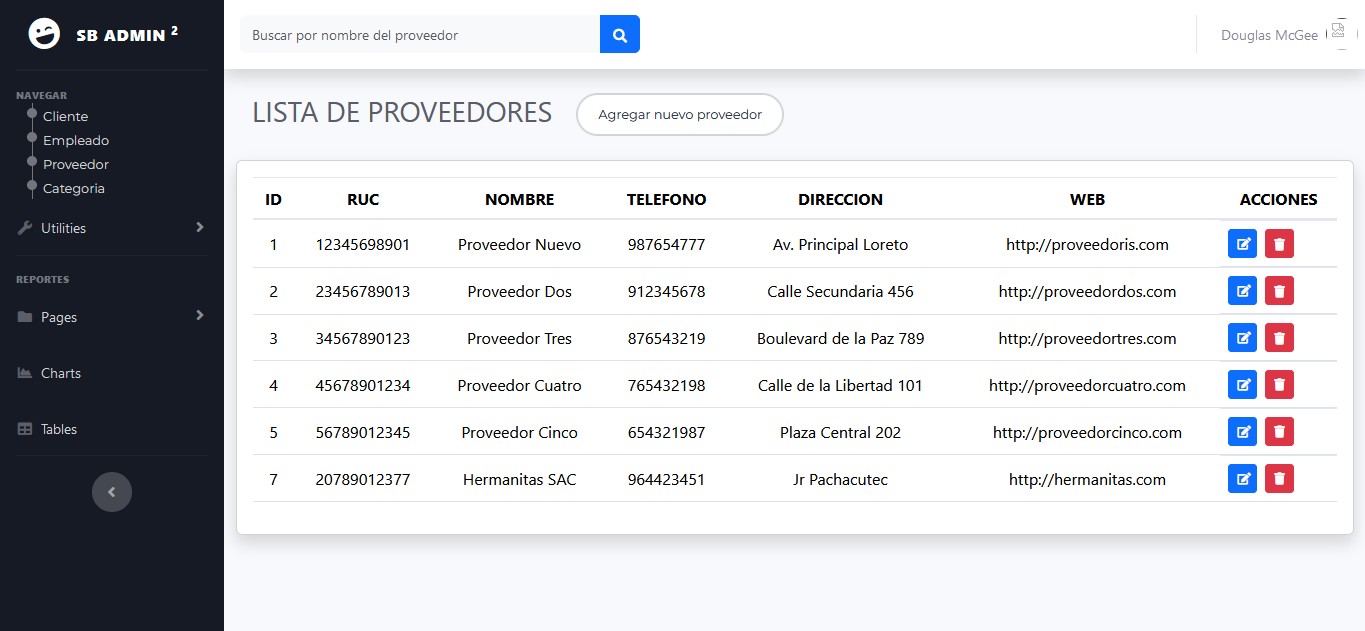 SB ADMIN 2
Buscar por nombre del proveedor
Douglas McGee
NAVEGAR
Cliente
Empleado
Proveedor
Categoria
Utilities
REPORTES
Pages
Charts
Tables
LISTA DE PROVEEDORES
Agregar nuevo proveedor
ID RUC NOMBRE TELEFONO DIRECCION WEB ACCIONES
1 12345698901 Proveedor Nuevo 987654777 Av. Principal Loreto http://proveedoris.com
2 23456789013 Proveedor Dos 912345678 Calle Secundaria 456 http://proveedordos.com
3 34567890123 Proveedor Tres 876543219 Boulevard de la Paz 789 http://proveedortres.com
4 45678901234 Proveedor Cuatro 765432198 Calle de la Libertad 101 http://proveedorcuatro.com
5 56789012345 Proveedor Cinco 654321987 Plaza Central 202 http://proveedorcinco.com
7 20789012377 Hermanitas SAC 964423451 Jr Pachacutec http://hermanitas.com